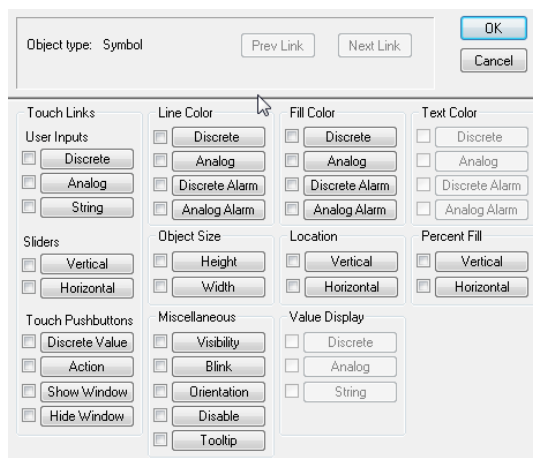 Object type: Symbol
Prev Link
Next Link
OK
Cancel
Touch Links
User Inputs
Discrete
Analog
String
Sliders
Vertical
Horizontal
Touch Pushbuttons
Discrete Value
Action
Show Window
Hide Window
Line Color
Discrete
Analog
Discrete Alarm
Analog Alarm
Object Size
Height
Width
Miscellaneous
Visibility
Blink
Orientation
Disable
Tooltip
Fill Color
Discrete
Analog
Discrete Alarm
Analog Alarm
Location
Vertical
Horizontal
Value Display
Discrete
Analog
String
Text Color
Discrete
Analog
Discrete Alarm
Analog Alarm
Percent Fill
Vertical
Horizontal